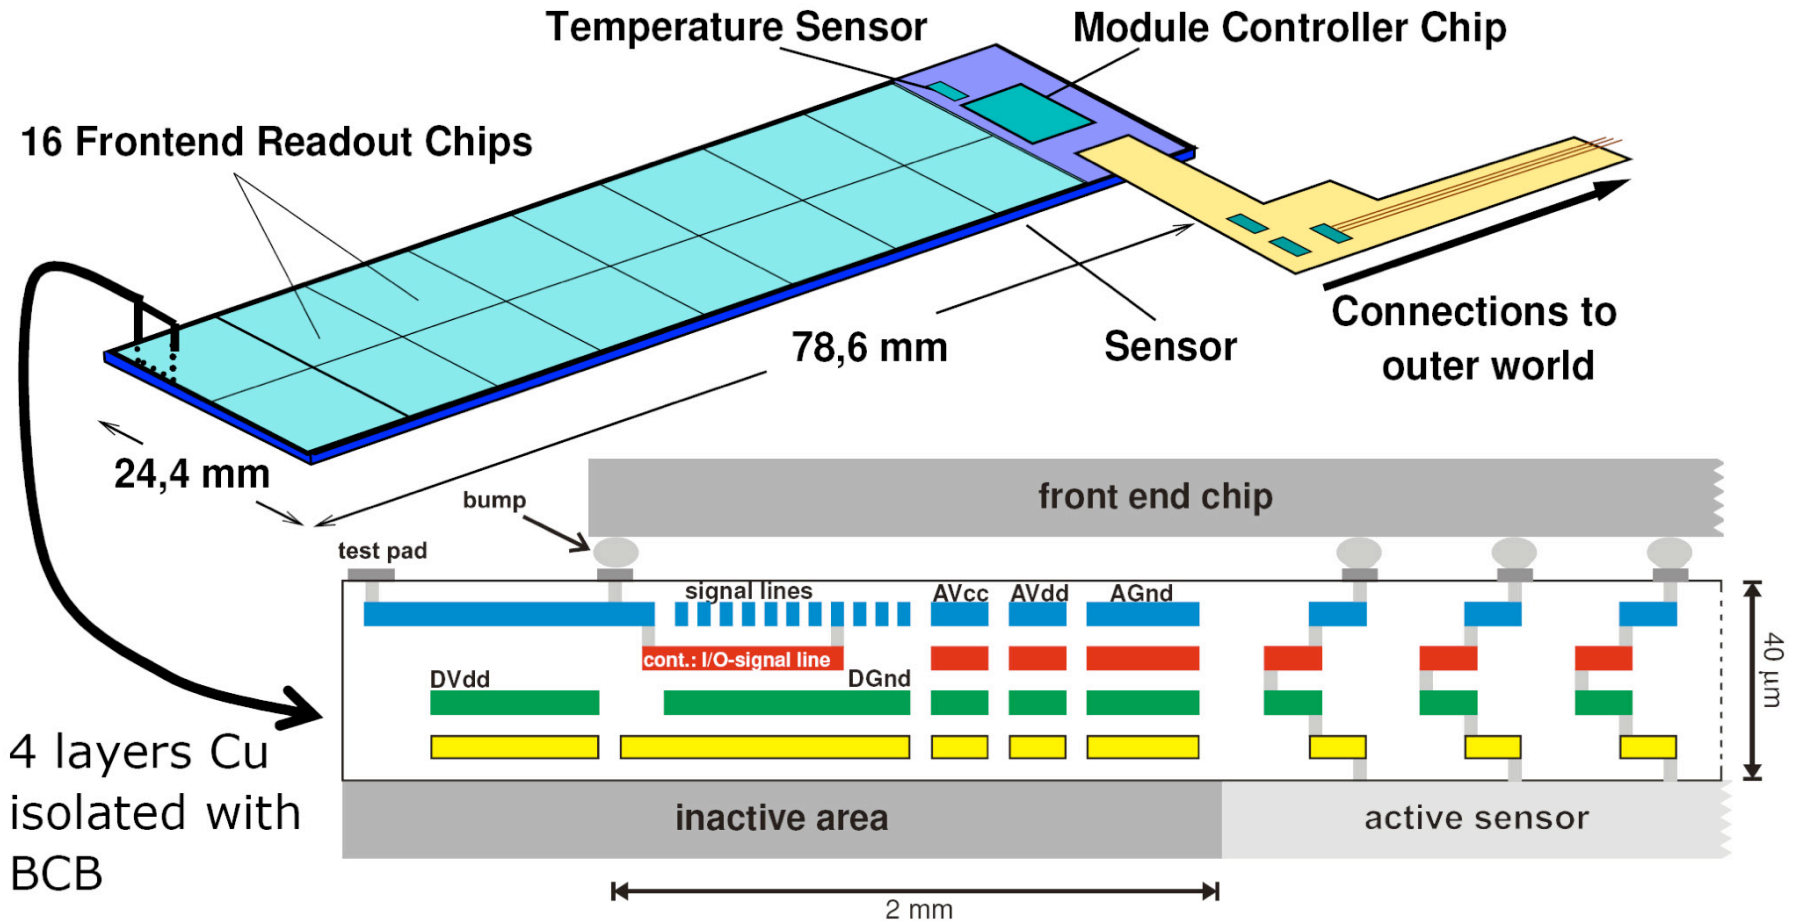 Temperature Sensor
Module Controller Chip
16 Frontend Readout Chips
78,6 mm
Sensor
Connections to
outer world
24,4 mm
bump
front end chip
test pad
signal lines
AVcc
AVdd
AGnd
cont.: I/O-signal line
DVdd
DGnd
40 µm
4 layers Cu
isolated with
BCB
inactive area
active sensor
2 mm